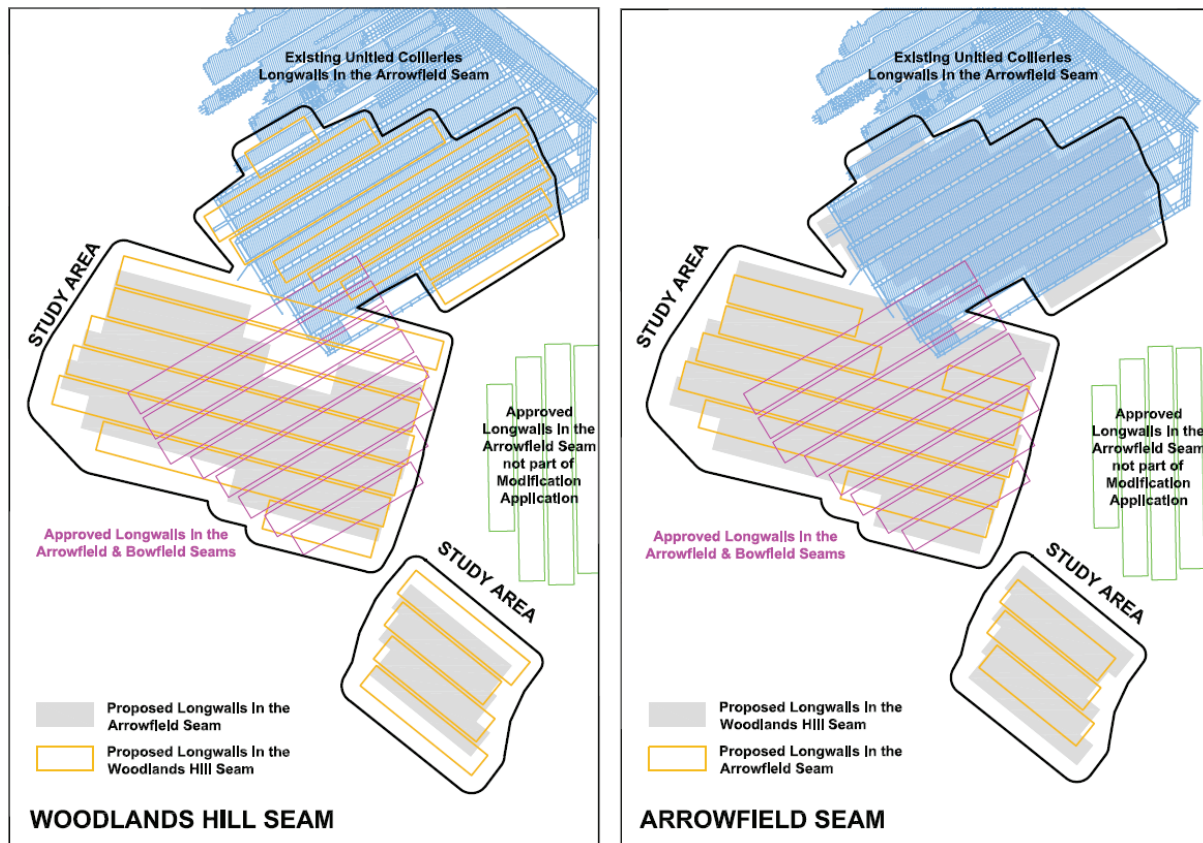 Existing Unitied Collieries
Longwalls in the Arrowfield Seam
STUDY AREA
Approved
Longwalls in the
Arrowfield Seam
not part of
Modification
Application
Approved Longwalls in the
Arrowfield & Bowfield Seams
STUDY AREA
Proposed Longwalls in the
Arrowfield Seam
Proposed Longwalls in the
Woodlands Hill Seam
WOODLANDS HILL SEAM
Existing Unitied Collieries
Longwalls in the Arrowfield Seam
STUDY AREA
Approved
Longwalls in the
Arrowfield Seam
not part of
Modification
Application
Approved Longwalls in the
Arrowfield & Bowfield Seams
STUDY AREA
Proposed Longwalls in the
Woodlands Hill Seam
Proposed Longwalls in the
Arrowfield Seam
ARROWFIELD SEAM